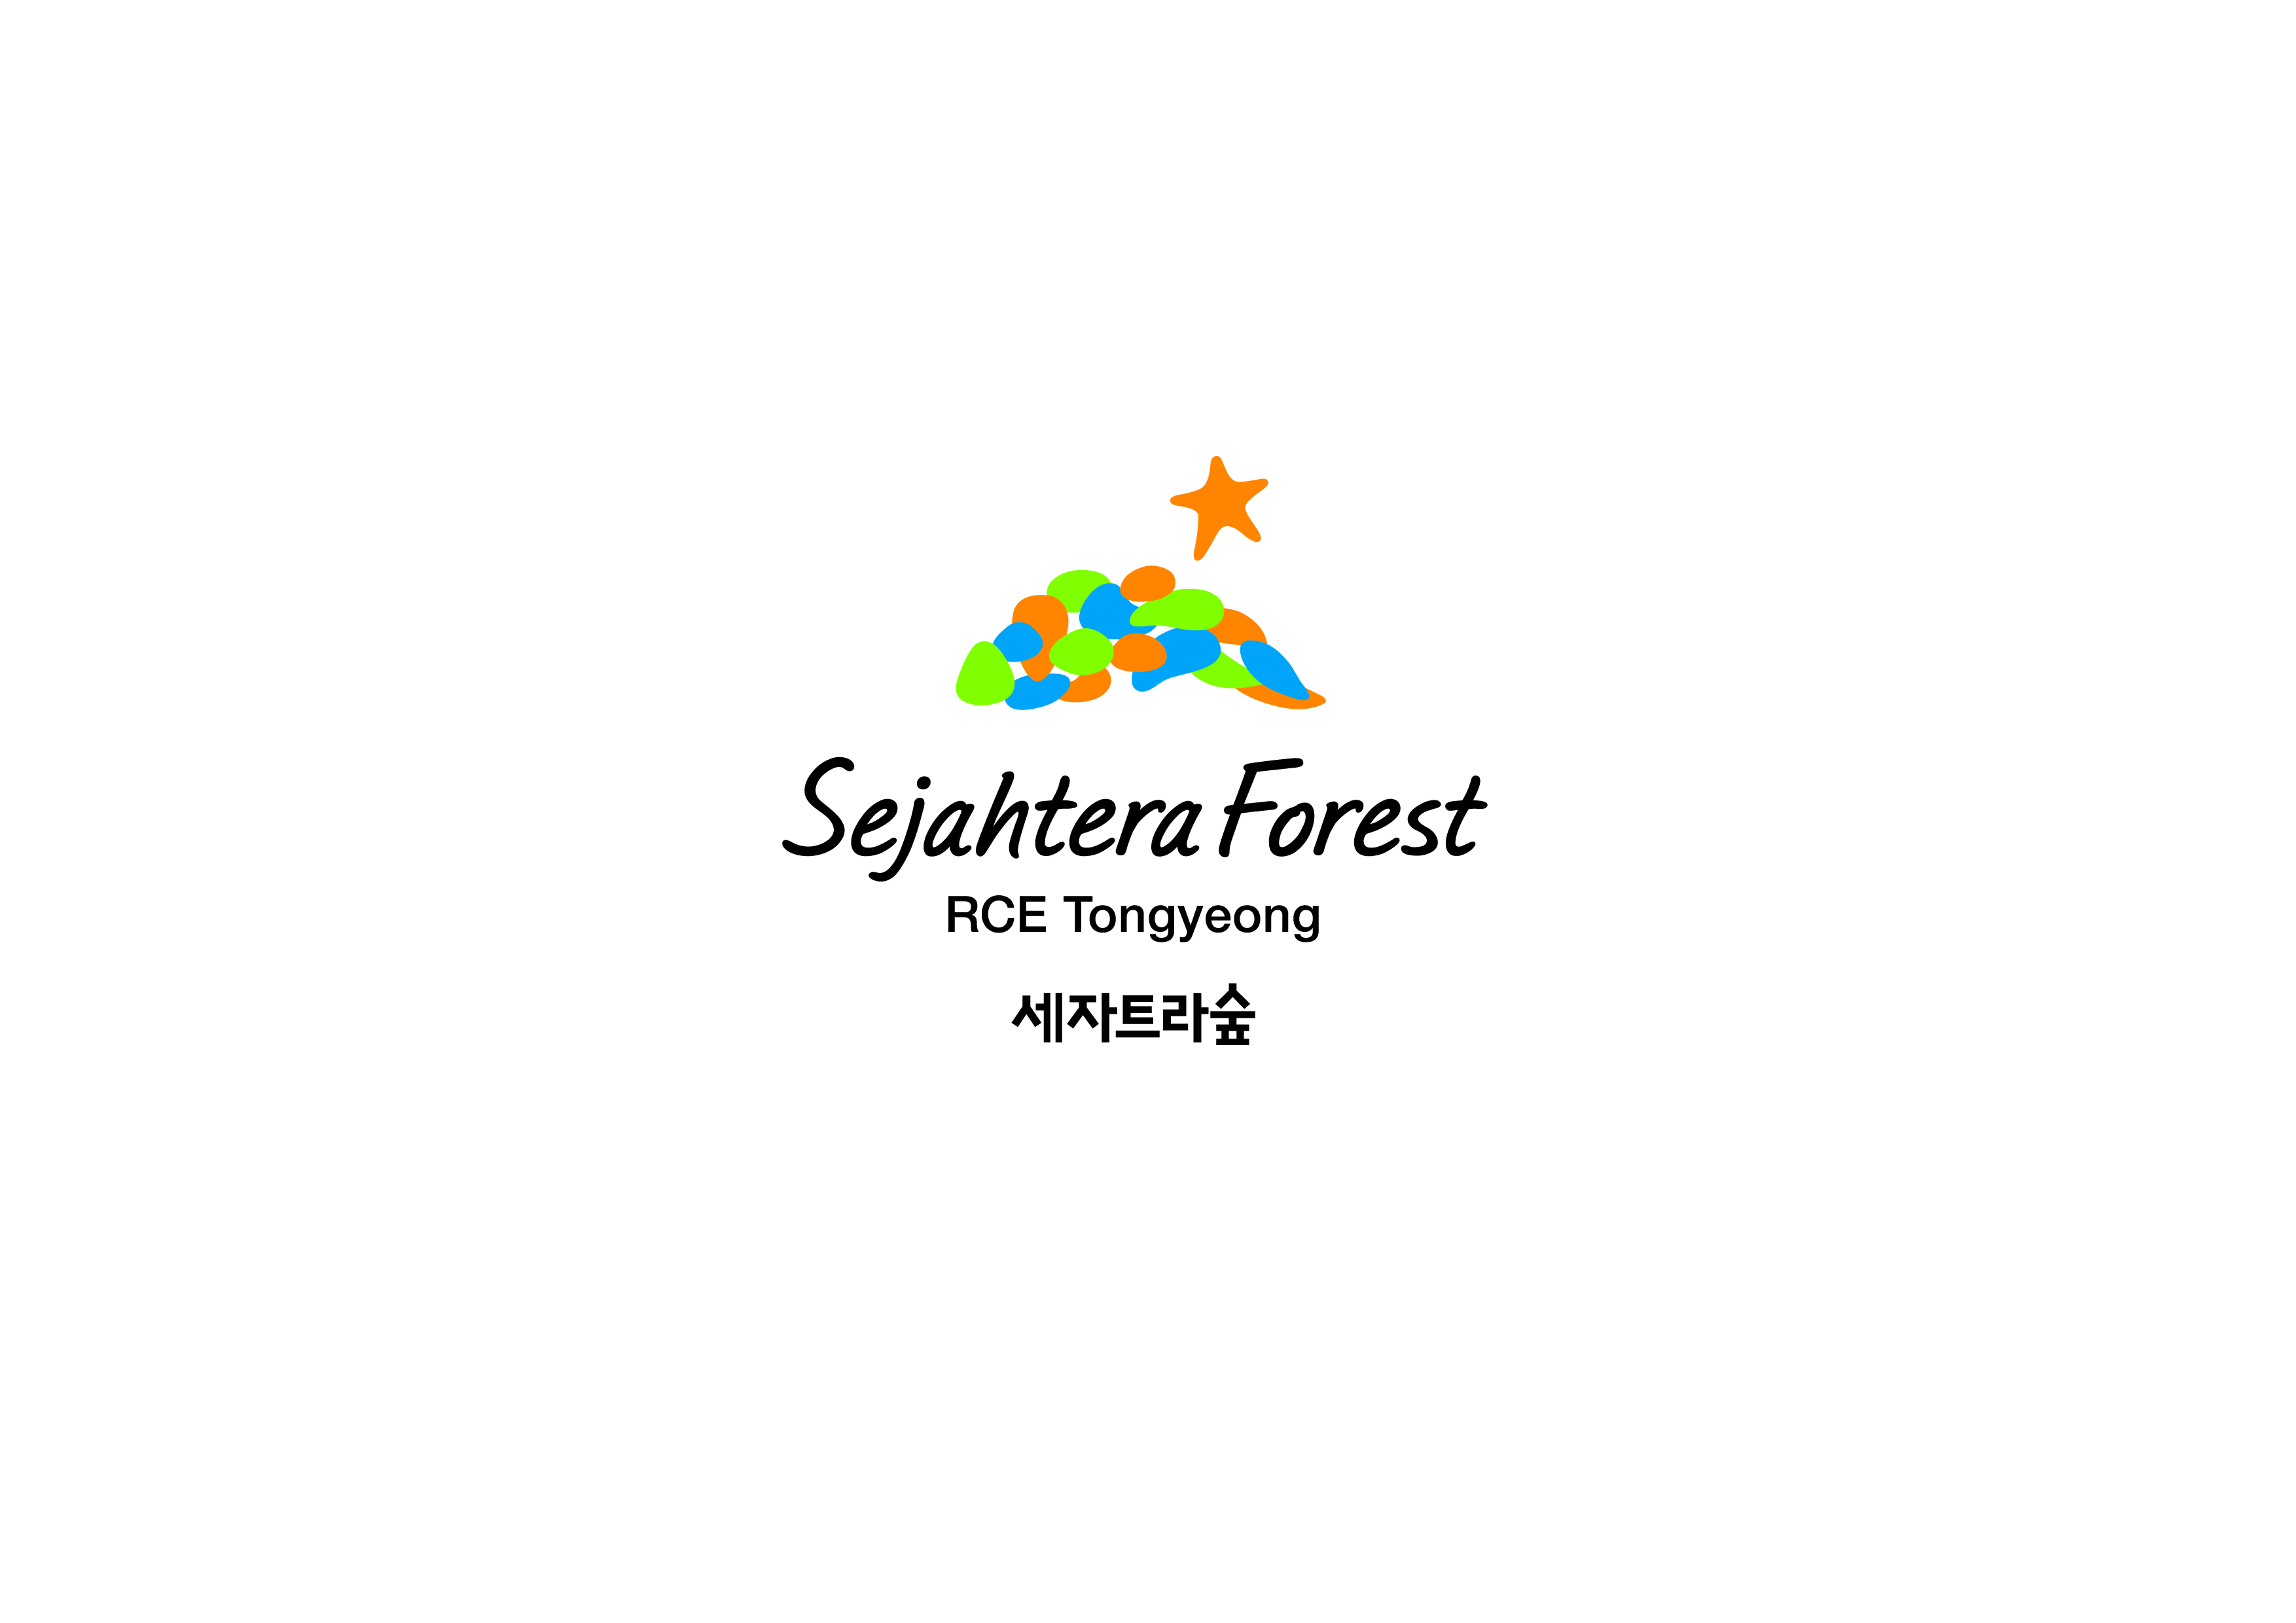 Sejahtera Forest
RCE Tongyeong
세자트라숲